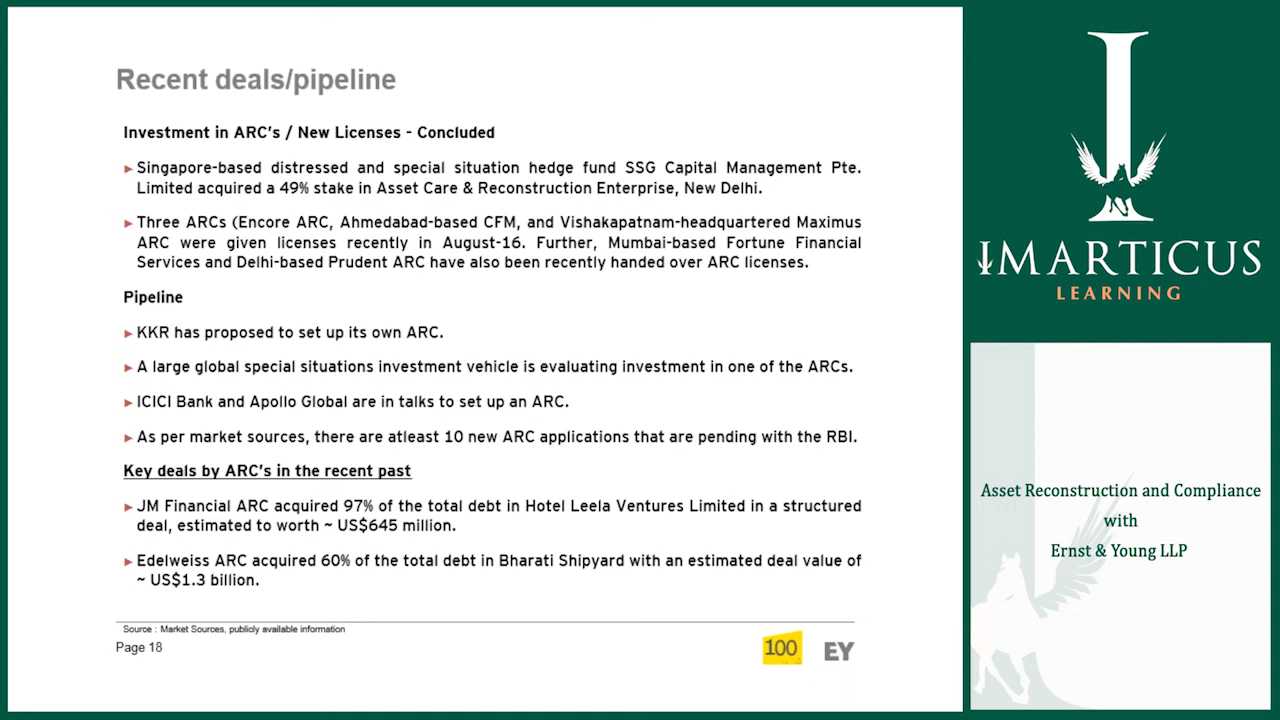 Recent deals/pipeline
Investment in ARC's / New Licenses - Concluded
► Singapore-based distressed and special situation hedge fund SSG Capital Management Pte.
Limited acquired a 49% stake in Asset Care & Reconstruction Enterprise, New Delhi.
► Three ARCs (Encore ARC, Ahmedabad-based CFM, and Vishakapatnam-headquartered Maximus
ARC were given licenses recently in August-16. Further, Mumbai-based Fortune Financial
Services and Delhi-based Prudent ARC have also been recently handed over ARC licenses.
Pipeline
► KKR has proposed to set up its own ARC.
► A large global special situations investment vehicle is evaluating investment in one of the ARCs.
► ICICI Bank and Apollo Global are in talks to set up an ARC.
► As per market sources, there are atleast 10 new ARC applications that are pending with the RBI.
Key deals by ARC's in the recent past
► JM Financial ARC acquired 97% of the total debt in Hotel Leela Ventures Limited in a structured
deal, estimated to worth ~ US$645 million.
► Edelweiss ARC acquired 60% of the total debt in Bharati Shipyard with an estimated deal value of
~ US$1.3 billion.
Source : Market Sources, publicly available information
Page 18
100
EY
IMARTICUS
LEARNING
Asset Reconstruction and Compliance
with
Ernst & Young LLP